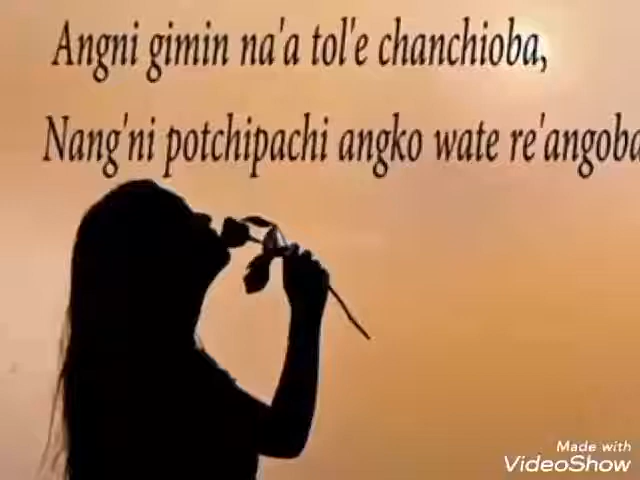 Angni gimin na'a tol'e chanchioba,
Nang'ni potchipachi angko wate re'angoba
Made with
VideoShow